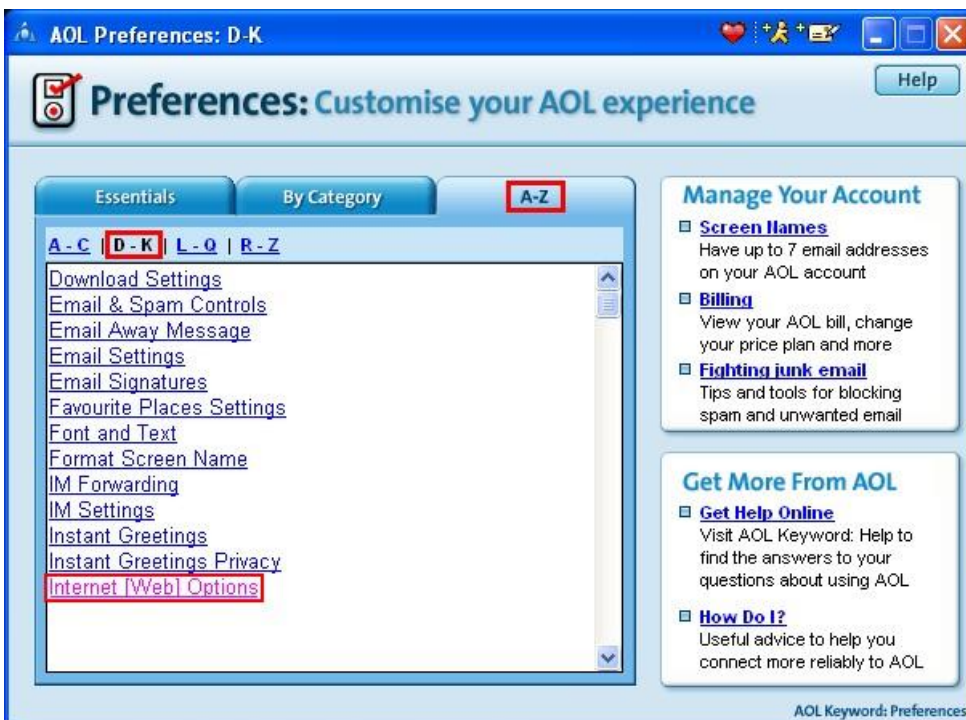 AOL Preferences: D-K
Preferences: Customise your AOL experience
Help
Essentials
By Category
A-Z
A - C | D - K | L - Q | R - Z
Download Settings
Email & Spam Controls
Email Away Message
Email Settings
Email Signatures
Favourite Places Settings
Font and Text
Format Screen Name
IM Forwarding
IM Settings
Instant Greetings
Instant Greetings Privacy
Internet [Web] Options
Manage Your Account
Screen Names
Have up to 7 email addresses
on your AOL account
Billing
View your AOL bill, change
your price plan and more
Fighting junk email
Tips and tools for blocking
spam and unwanted email
Get More From AOL
Get Help Online
Visit AOL Keyword: Help to
find the answers to your
questions about using AOL
How Do I?
Useful advice to help you
connect more reliably to AOL
AOL Keyword: Preferences